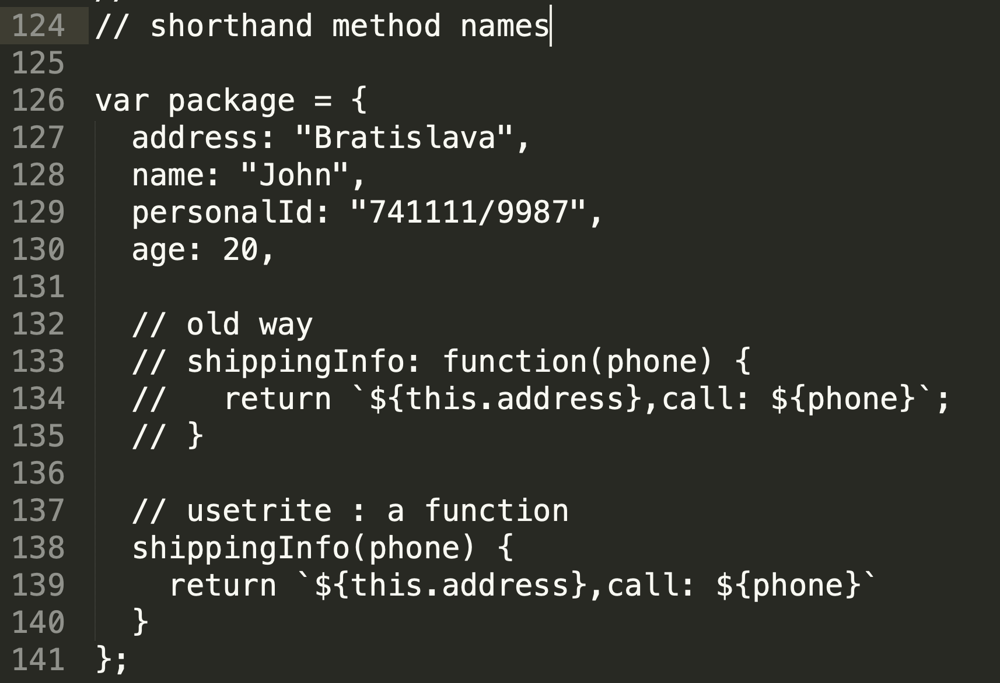 124 // shorthand method names
125
126 var package = {
127   address: "Bratislava",
128   name: "John",
129   personalId: "741111/9987",
130   age: 20,
131
132   // old way
133   // shippingInfo: function(phone) {
134   //   return `${this.address},call: ${phone}`;
135   // }
136
137   // usetrite : a function
138   shippingInfo(phone) {
139     return `${this.address},call: ${phone}`
140   }
141 };